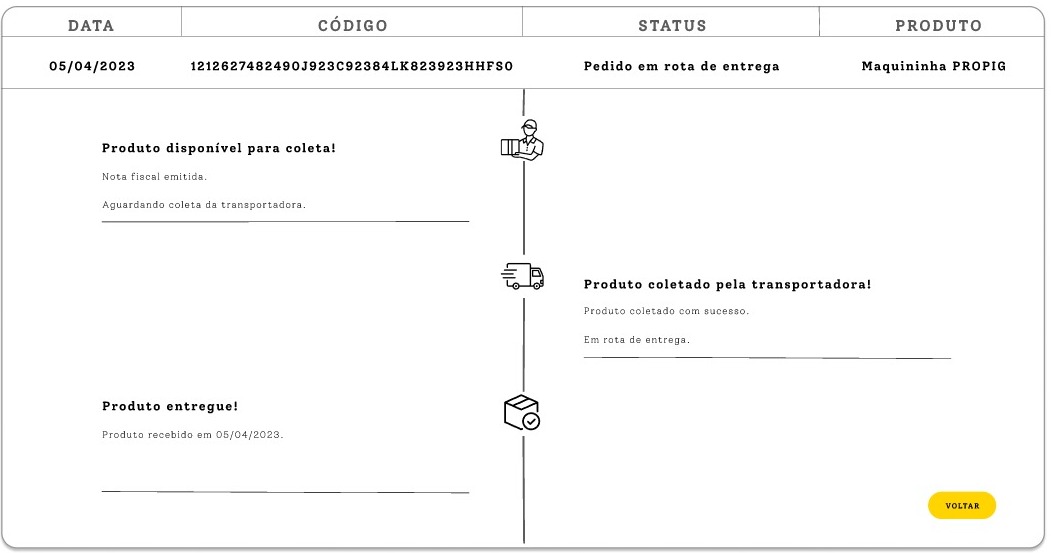 DATA CÓDIGO STATUS PRODUTO
05/04/2023 1212627482490J923C92384LK823923HHFS0 Pedido em rota de entrega Maquininha PROPIG
Produto disponível para coleta!
Nota fiscal emitida.
Aguardando coleta da transportadora.
Produto coletado pela transportadora!
Produto coletado com sucesso.
Em rota de entrega.
Produto entregue!
Produto recebido em 05/04/2023.
VOLTAR